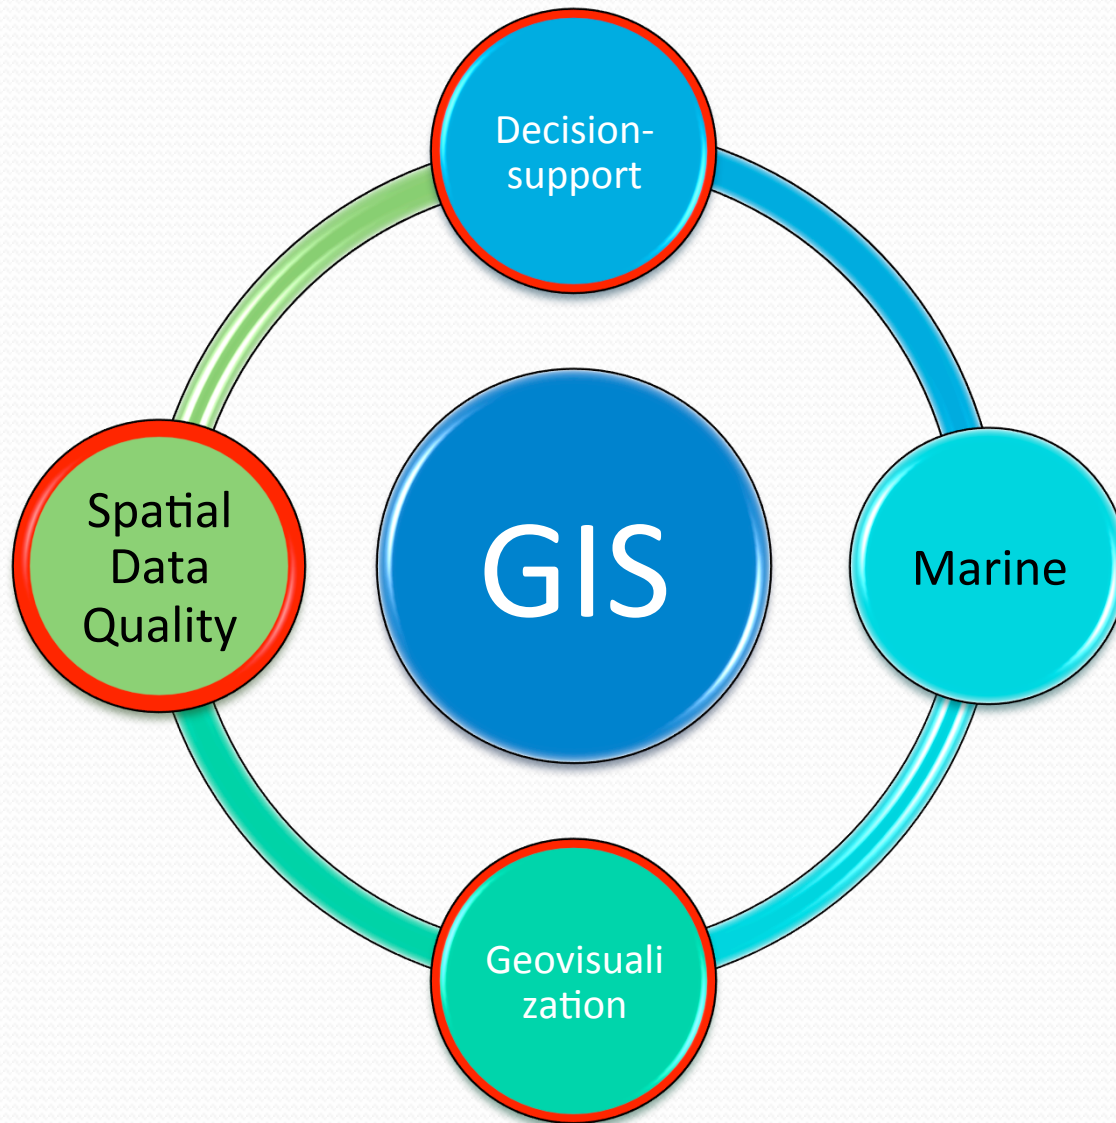 Decision-
support
Spatial
Data
Quality
GIS
Marine
Geovisuali
zation